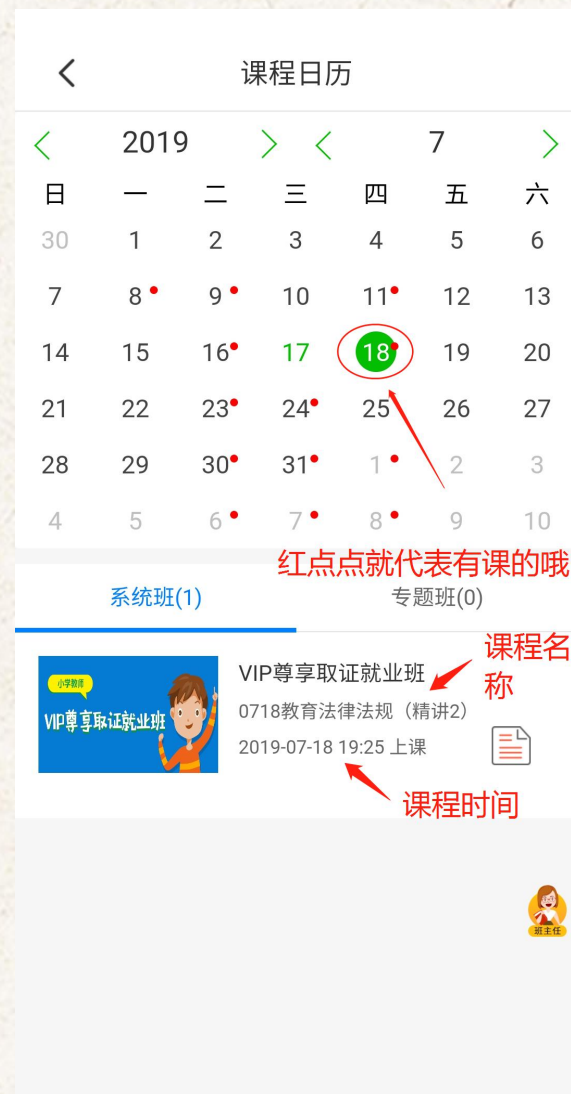 课程日历
2019 7
日 一 二 三 四 五 六
30 1 2 3 4 5 6
7 8 9 10 11 12 13
14 15 16 17 18 19 20
21 22 23 24 25 26 27
28 29 30 31 1 2 3
4 5 6 7 8 9 10
红点点就代表有课的哦
系统班(1) 专题班(0)
小学教师
VIP尊享取证就业班
VIP尊享取证就业班
课程名
称
0718教育法律法规（精讲2）
2019-07-18 19:25 上课
课程时间
班主任